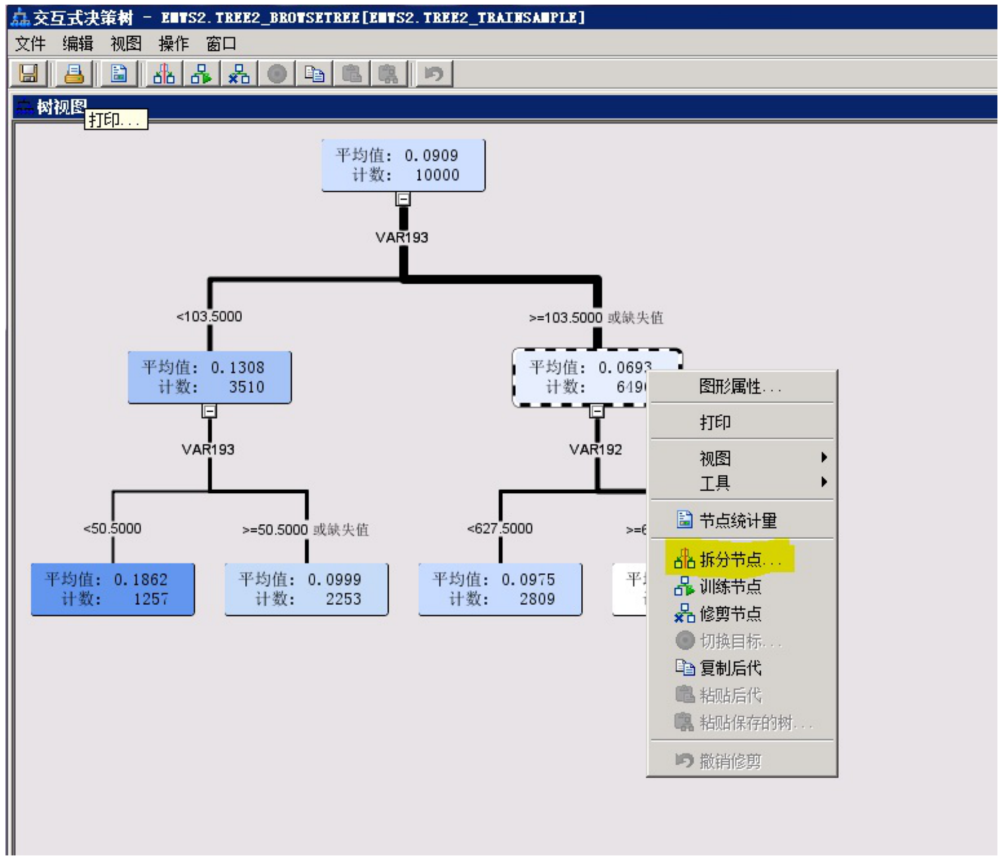 交互式决策树 - EMWS2.TREE2_BROWSETREE[EMWS2.TREE2_TRAINSAMPLE]
文件 编辑 视图 操作 窗口
树视图
打印...
平均值: 0.0909
计数: 10000
VAR193
<103.5000 >=103.5000 或缺失值
平均值: 0.1308 平均值: 0.0693
计数: 3510 计数: 649
VAR193 VAR192
<50.5000 >=50.5000 或缺失值 <627.5000 >=6
平均值: 0.1862 平均值: 0.0999 平均值: 0.0975 平
计数: 1257 计数: 2253 计数: 2809
图形属性...
打印
视图
工具
节点统计量
拆分节点...
训练节点
修剪节点
切换目标...
复制后代
粘贴后代
粘贴保存的树...
撤销修剪